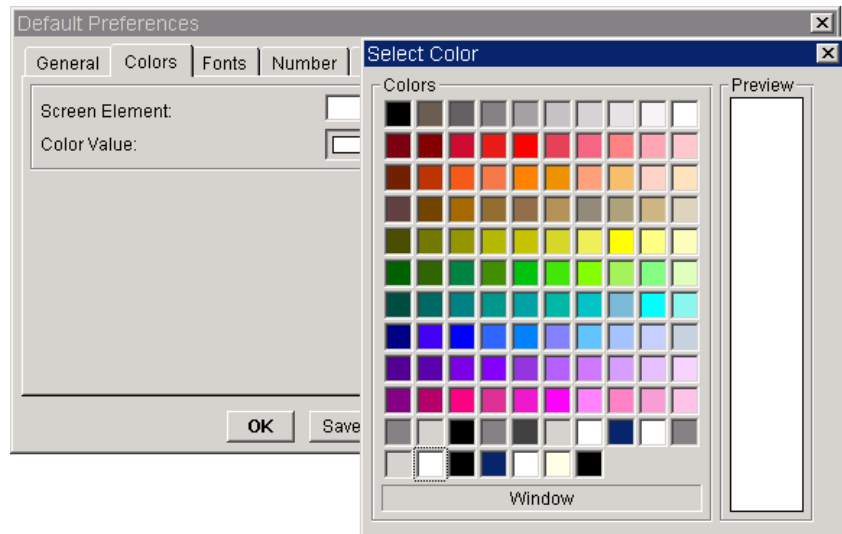 Default Preferences
General Colors Fonts Number
Screen Element:
Color Value:
OK Save
Select Color
Colors
Preview
Window